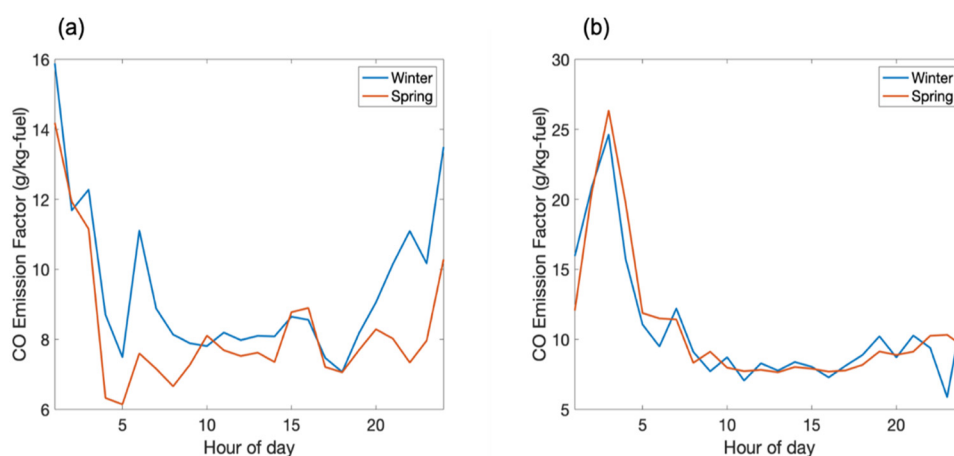 (a)
16
14
12
10
8
6
CO Emission Factor (g/kg-fuel)
5 10 15 20
Hour of day
Winter
Spring
(b)
30
25
20
15
10
5
CO Emission Factor (g/kg-fuel)
5 10 15 20
Hour of day
Winter
Spring